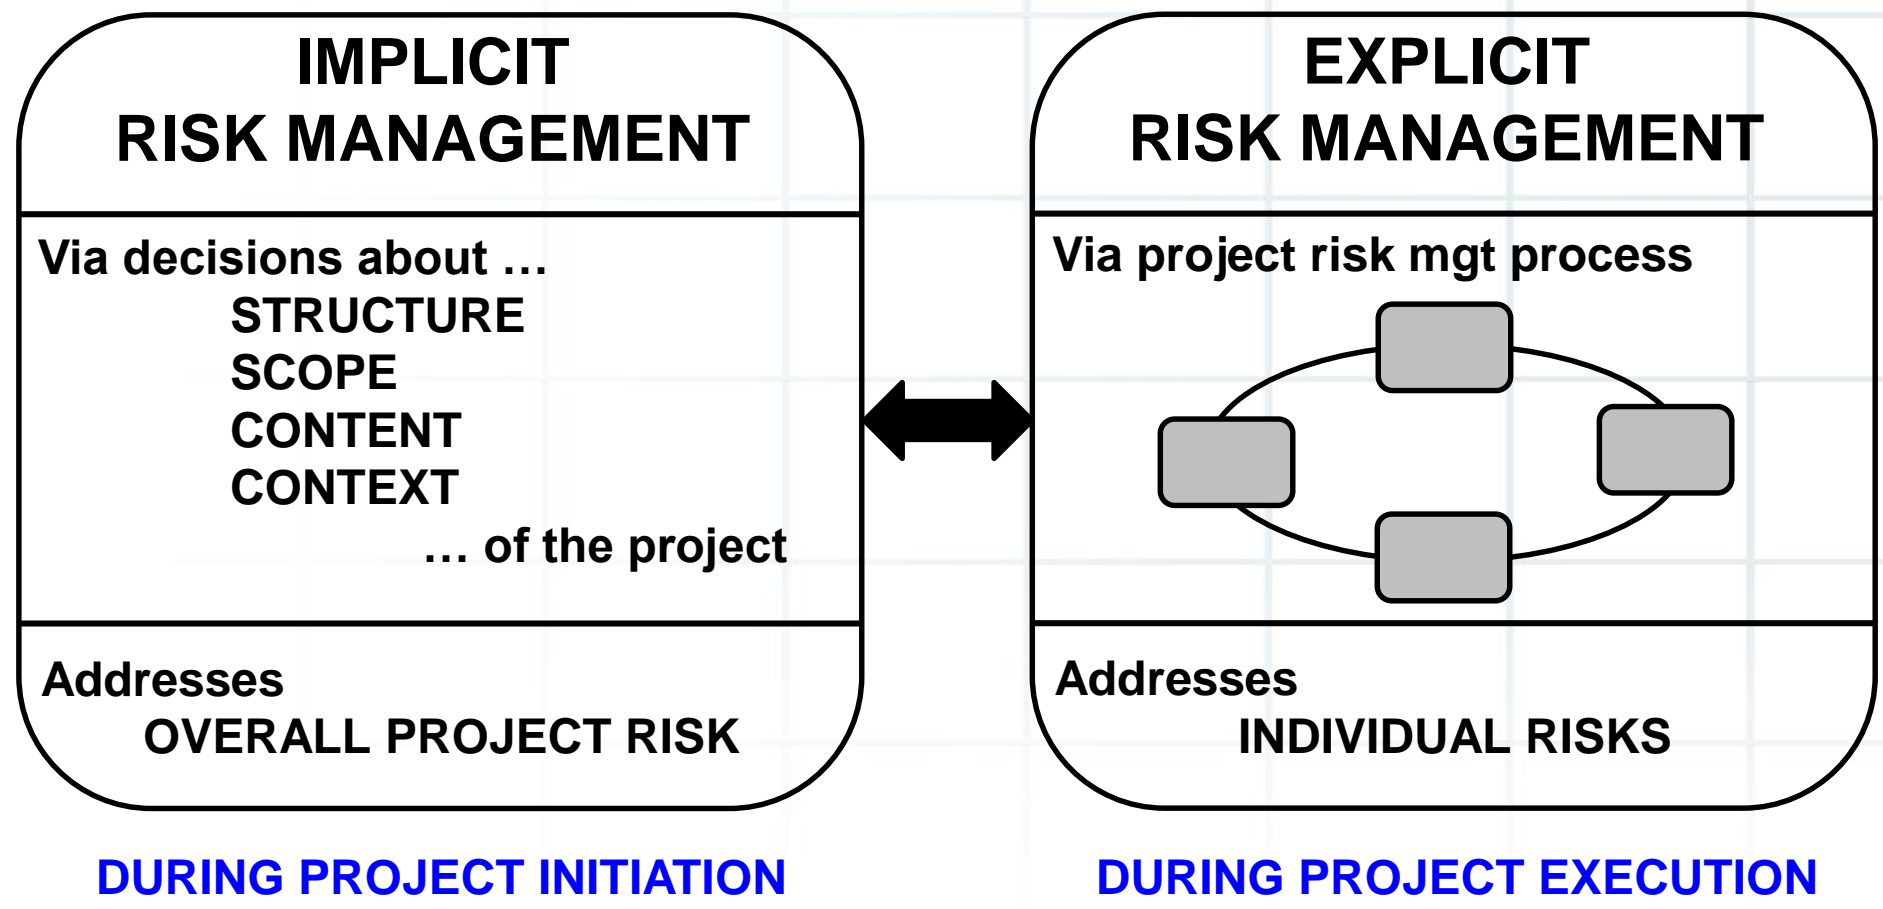 IMPLICIT
RISK MANAGEMENT
Via decisions about …
STRUCTURE
SCOPE
CONTENT
CONTEXT
… of the project
Addresses
OVERALL PROJECT RISK
DURING PROJECT INITIATION
EXPLICIT
RISK MANAGEMENT
Via project risk mgt process
Addresses
INDIVIDUAL RISKS
DURING PROJECT EXECUTION